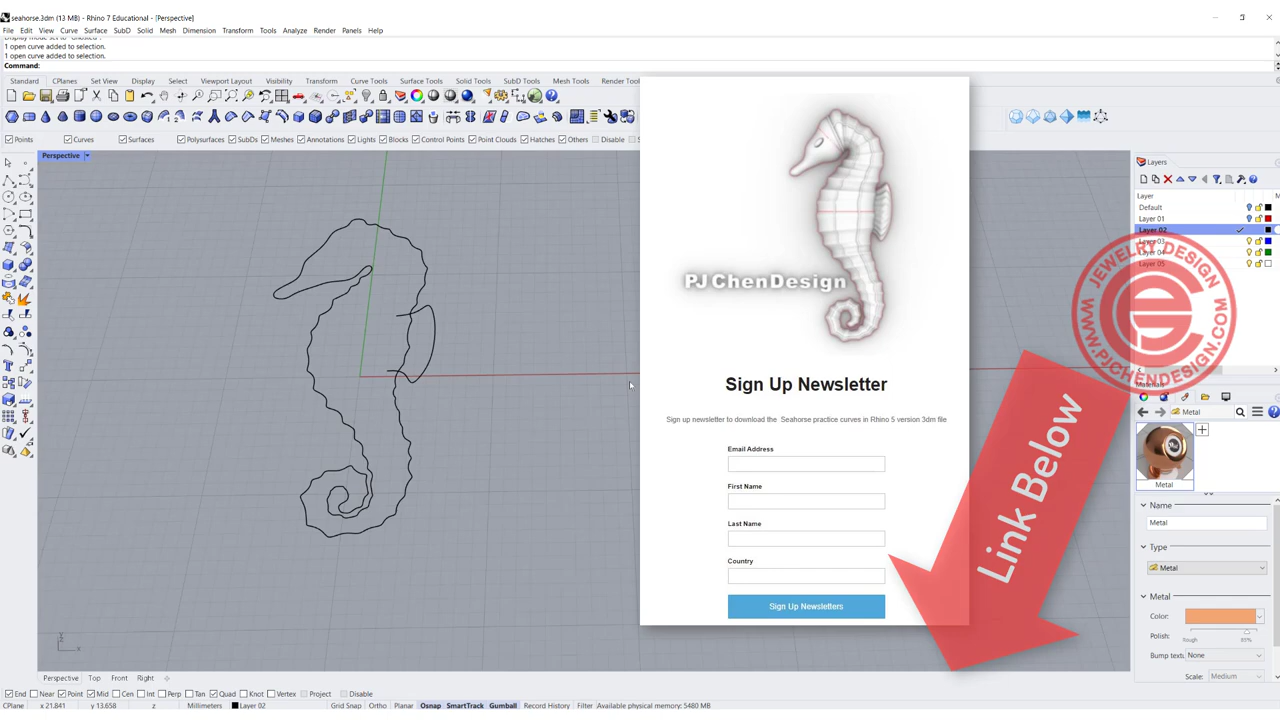 seahorse.3dm (13 MB) - Rhino 7 Educational - [Perspective]
File Edit View Curve Surface SubD Solid Mesh Dimension Transform Tools Analyze Render Panels Help
1 open curve added to selection.
1 open curve added to selection.
Command:
Standard CPlanes Set View Display Select Viewport Layout Visibility Transform Curve Tools Surface Tools Solid Tools SubD Tools Mesh Tools Render Too
Points Curves Surfaces Polysurfaces SubDs Meshes Annotations Lights Blocks Control Points Point Clouds Hatches Others Disable
Perspective
PJ ChenDesign
Sign Up Newsletter
Sign up newsletter to download the Seahorse practice curves in Rhino 5 version 3dm file
Email Address
First Name
Last Name
Country
Sign Up Newsletters
Link Below
Layers
Layer
Default
Layer 01
Layer 02
Layer 03
JEWELRY DESIGN
WWW.PJCHENDESIGN.COM
Materials
Metal
Metal
Name
Metal
Type
Metal
Metal
Color:
Polish:
Rough 85%
Bump textu None
Scale: Medium
Perspective Top Front Right
End Near Point Mid Cen Int Perp Tan Quad Knot Vertex Project Disable
CPlane x 21.841 y 13.658 z Millimeters Layer 02 Grid Snap Ortho Planar Osnap SmartTrack Gumball Record History Filter Available physical memory: 5480 MB